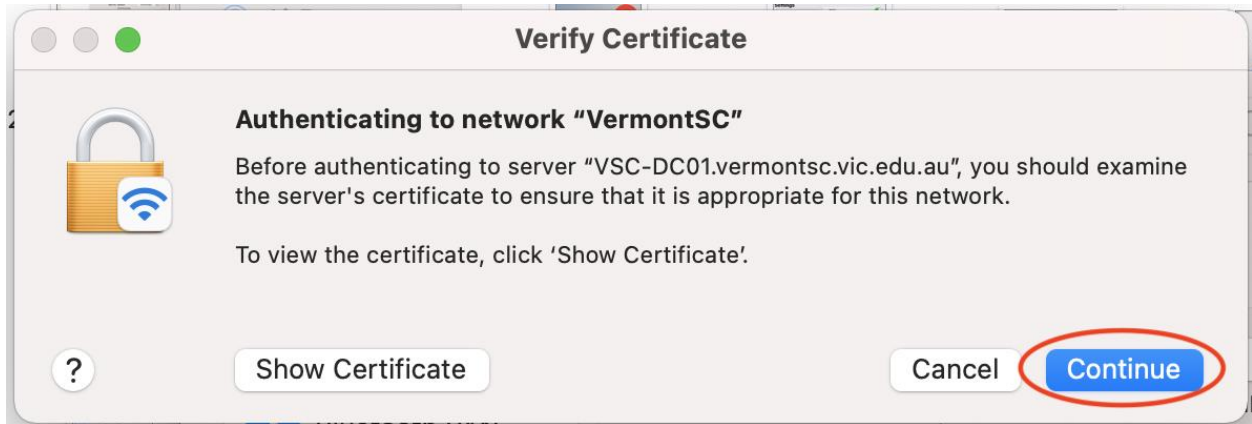 Verify Certificate
Authenticating to network “VermontSC”
Before authenticating to server “VSC-DC01.vermontsc.vic.edu.au”, you should examine
the server's certificate to ensure that it is appropriate for this network.
To view the certificate, click ‘Show Certificate’.
?
Show Certificate
Cancel
Continue